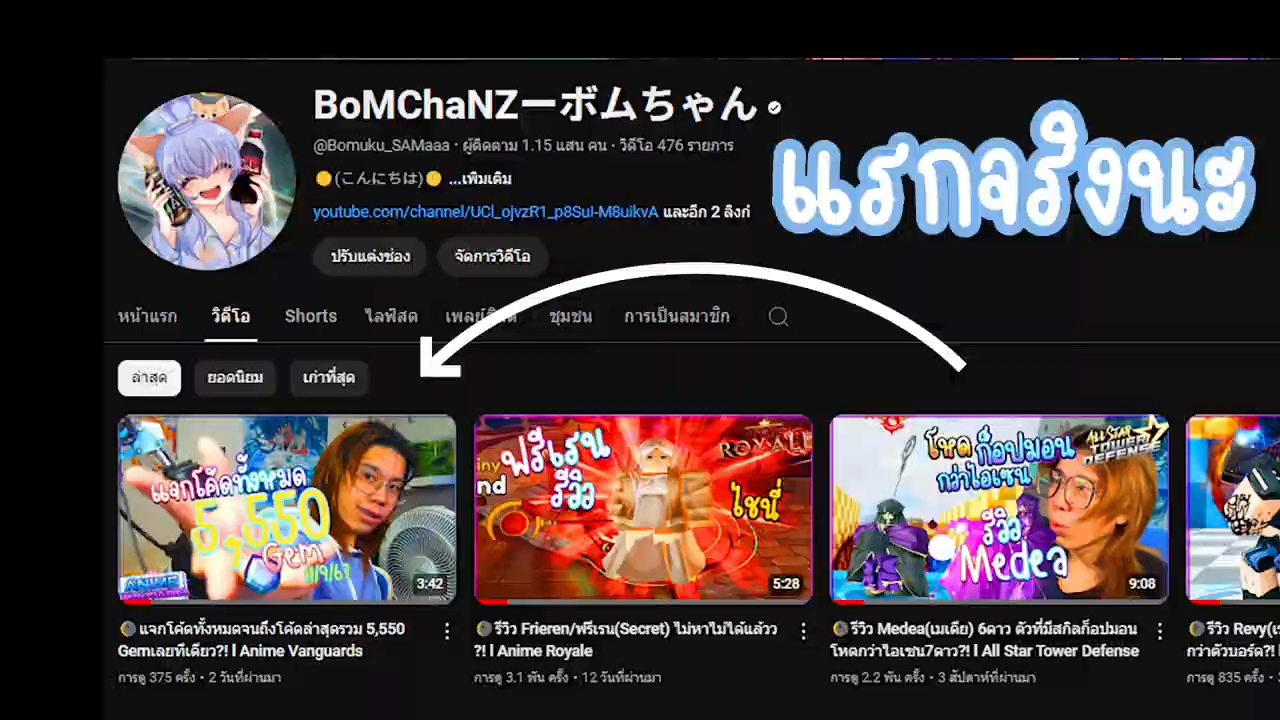 BoMChaNZーボムちゃん
@Bomuku_SAMaaa · ผู้ติดตาม 1.15 แสน คน · วิดีโอ 476 รายการ
(こんにちは) ...เพิ่มเติม
youtube.com/channel/UCl_ojvzR1_p8SuI-M8uikvA และอีก 2 ลิงก์
แรกจริงนะ
ปรับแต่งช่อง จัดการวิดีโอ
หน้าแรก วิดีโอ Shorts ไลฟ์สด ชุมชน การเป็นสมาชิก
ล่าสุด ยอดนิยม เก่าที่สุด
แจกโค้ดทั้งหมด
5,550
Gem
11/9/67
ANIME
3:42
ฟรีเรน
รีวิว
ROYALE
ไชนี่
5:28
โหด ก็อปมอน
กว่าไอเซน
รีวิว
Medea
ALL STAR
TOWER
DEFENSE
9:08
แจกโค้ดทั้งหมดจนถึงโค้ดล่าสุดรวม 5,550
Gemเลยทีเดียว?! l Anime Vanguards
การดู 375 ครั้ง · 2 วันที่ผ่านมา
รีวิว Frieren/ฟรีเรน(Secret) ไม่หาไม่ได้แล้วว
?! l Anime Royale
การดู 3.1 พัน ครั้ง · 12 วันที่ผ่านมา
รีวิว Medea(เมเดีย) 6ดาว ตัวที่มีสกิลก็อปมอน
โหดกว่าไอเซน7ดาว?! l All Star Tower Defense
การดู 2.2 พัน ครั้ง · 3 สัปดาห์ที่ผ่านมา
รีวิว Revy(เ
กว่าตัวบอร์ด?!
การดู 835 ครั้ง ·